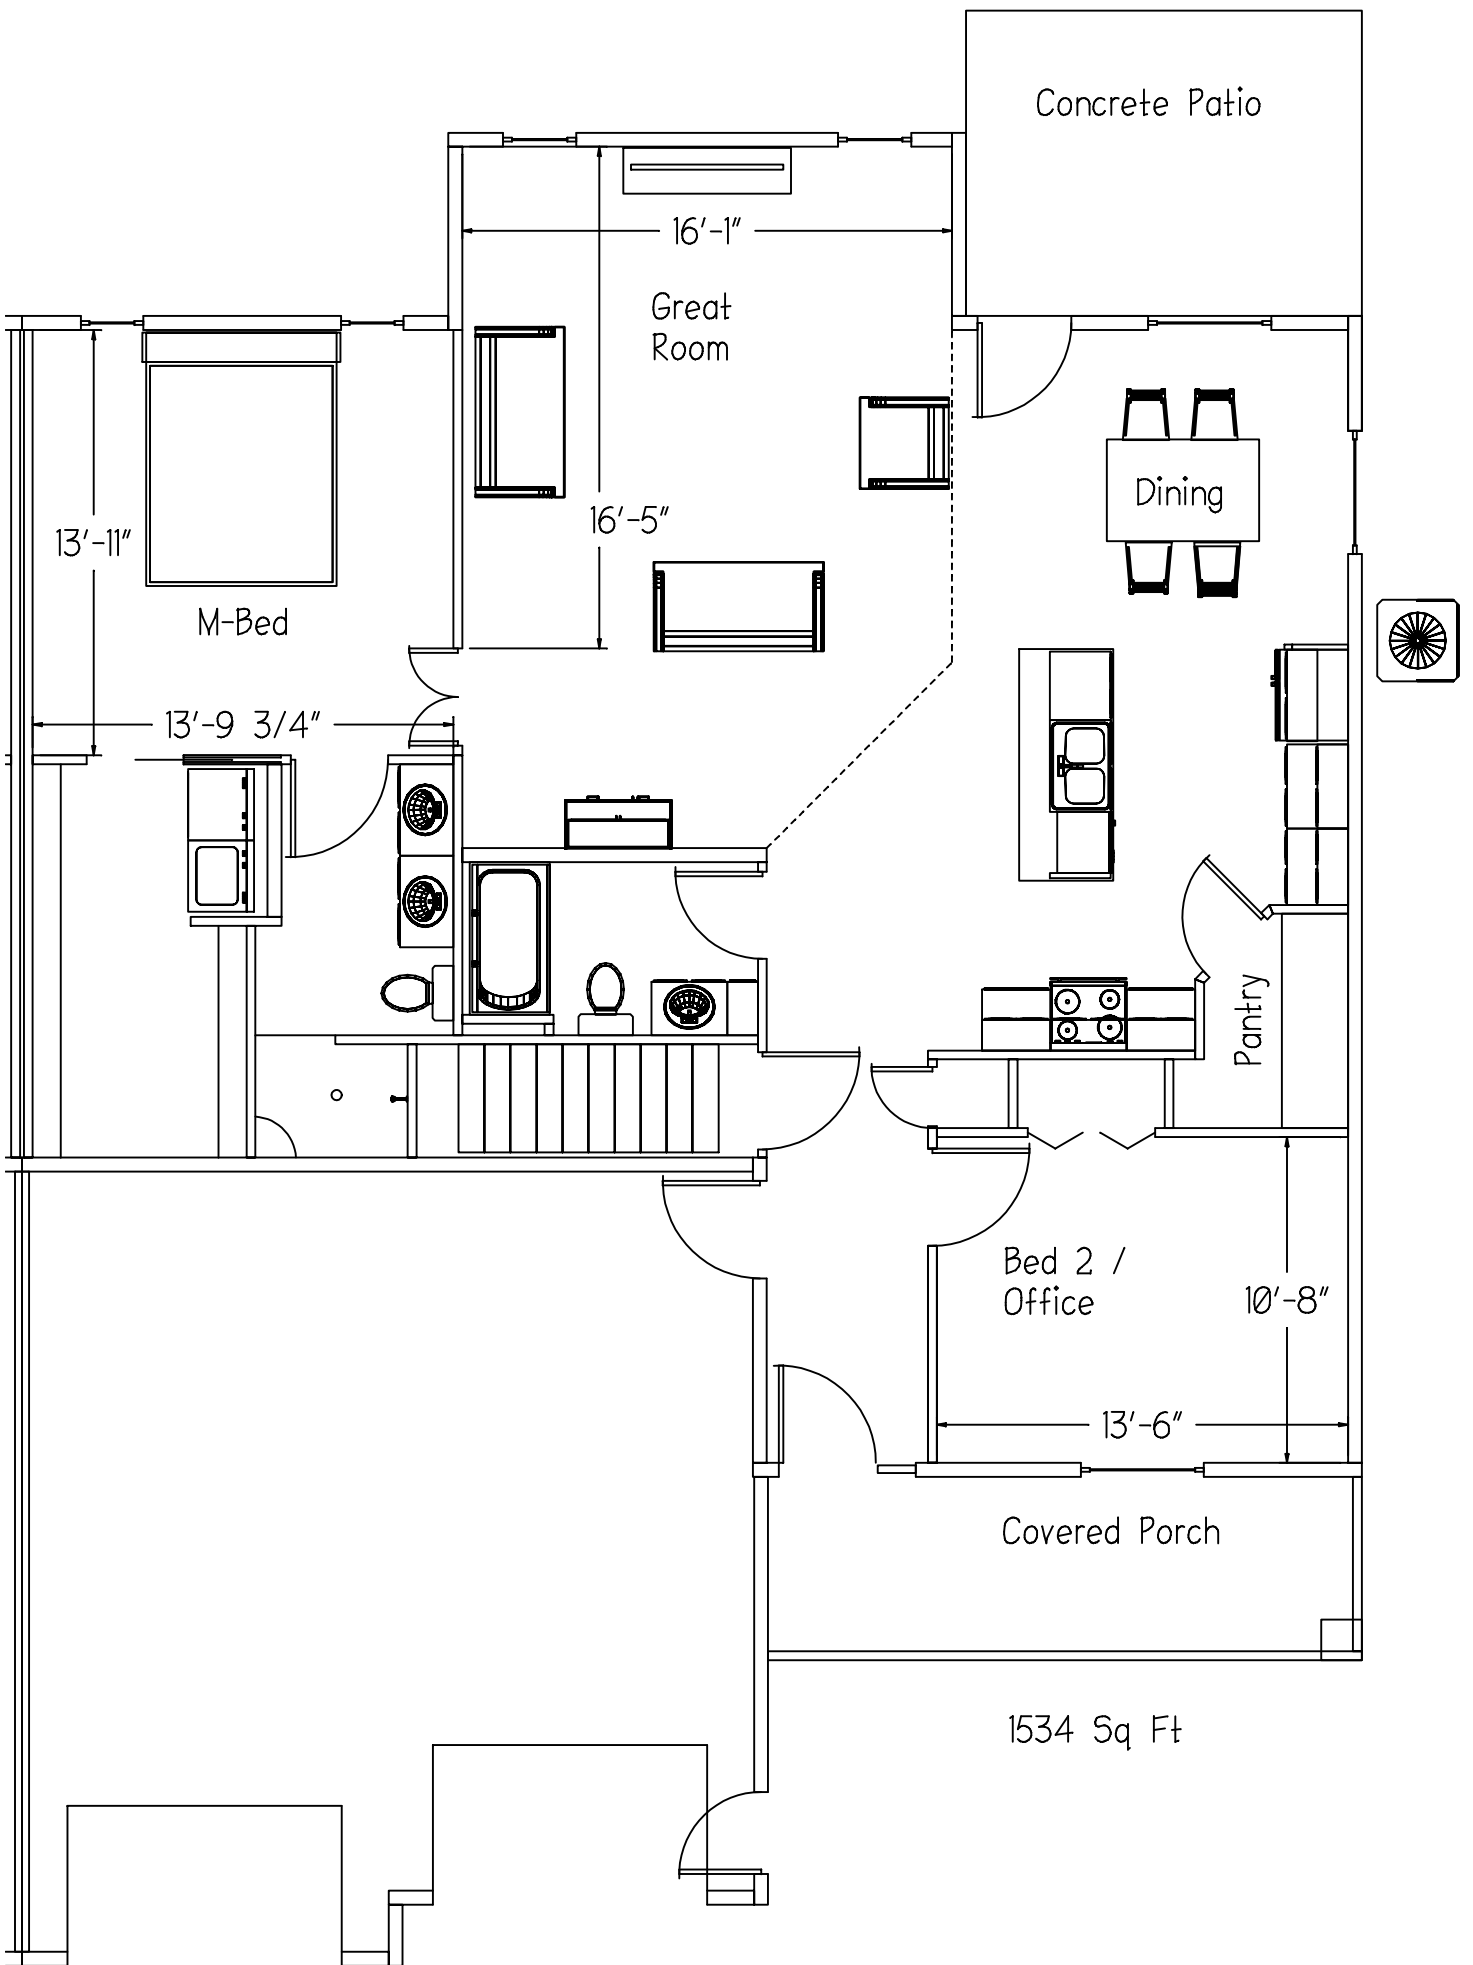 Concrete Patio
16'-1"
Great
Room
Dining
16'-5"
13'-11"
M-Bed
13'-9 3/4"
Pantry
Bed 2 /
Office
10'-8"
13'-6"
Covered Porch
1534 Sq Ft